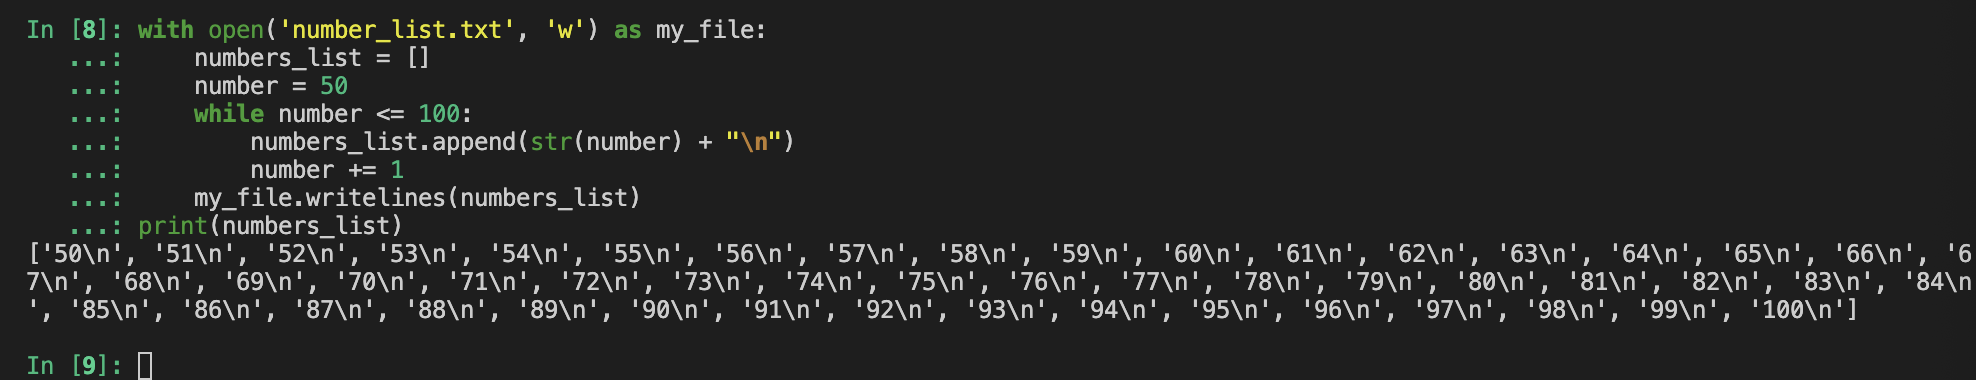 In [8]: with open('number_list.txt', 'w') as my_file:
   ...:     numbers_list = []
   ...:     number = 50
   ...:     while number <= 100:
   ...:         numbers_list.append(str(number) + "\n")
   ...:         number += 1
   ...:     my_file.writelines(numbers_list)
   ...: print(numbers_list)
['50\n', '51\n', '52\n', '53\n', '54\n', '55\n', '56\n', '57\n', '58\n', '59\n', '60\n', '61\n', '62\n', '63\n', '64\n', '65\n', '66\n', '6
7\n', '68\n', '69\n', '70\n', '71\n', '72\n', '73\n', '74\n', '75\n', '76\n', '77\n', '78\n', '79\n', '80\n', '81\n', '82\n', '83\n', '84\n
', '85\n', '86\n', '87\n', '88\n', '89\n', '90\n', '91\n', '92\n', '93\n', '94\n', '95\n', '96\n', '97\n', '98\n', '99\n', '100\n']
In [9]: